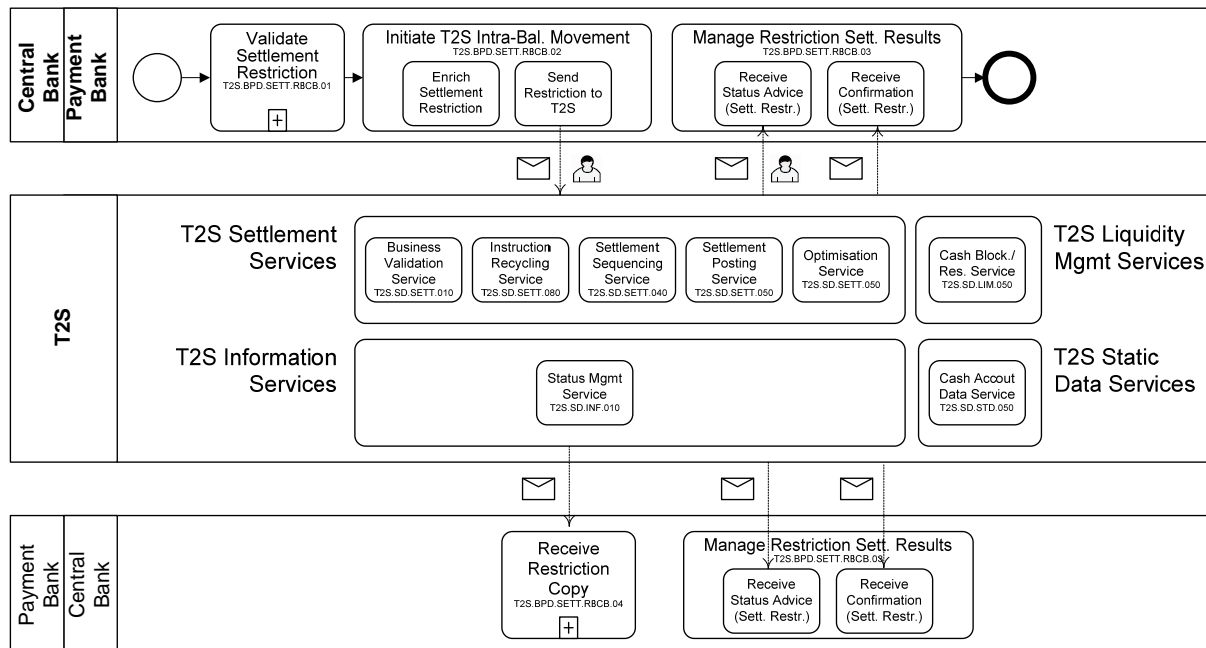 Central
Bank
Payment
Bank
Validate
Settlement
Restriction
T2S.BPD.SETT.RBCB.01
+
Initiate T2S Intra-Bal. Movement
T2S.BPD.SETT.RBCB.02
Enrich
Settlement
Restriction
Send
Restriction to
T2S
Manage Restriction Sett. Results
T2S.BPD.SETT.RBCB.03
Receive
Status Advice
(Sett. Restr.)
Receive
Confirmation
(Sett. Restr.)
T2S
T2S Settlement
Services
Business
Validation
Service
T2S.SD.SETT.010
Instruction
Recycling
Service
T2S.SD.SETT.080
Settlement
Sequencing
Service
T2S.SD.SETT.040
Settlement
Posting
Service
T2S.SD.SETT.050
Optimisation
Service
T2S.SD.SETT.050
Cash Block./
Res. Service
T2S.SD.LIM.050
T2S Liquidity
Mgmt Services
T2S Information
Services
Status Mgmt
Service
T2S.SD.INF.010
Cash Accout
Data Service
T2S.SD.STD.050
T2S Static
Data Services
Payment
Bank
Central
Bank
Receive
Restriction
Copy
T2S.BPD.SETT.RBCB.04
+
Manage Restriction Sett. Results
T2S.BPD.SETT.RBCB.03
Receive
Status Advice
(Sett. Restr.)
Receive
Confirmation
(Sett. Restr.)